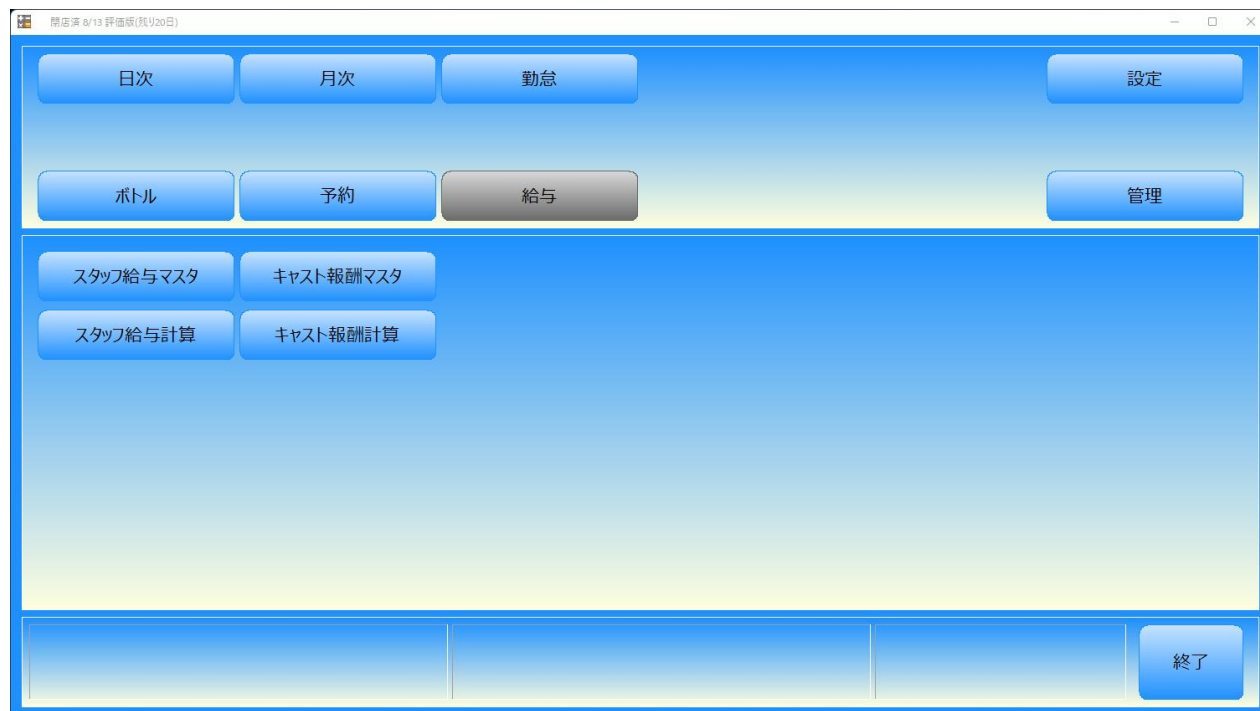 閉店済 8/13 評価版(残り20日)
日次 月次 勤怠 設定
ボトル 予約 給与 管理
スタッフ給与マスタ キャスト報酬マスタ
スタッフ給与計算 キャスト報酬計算
終了